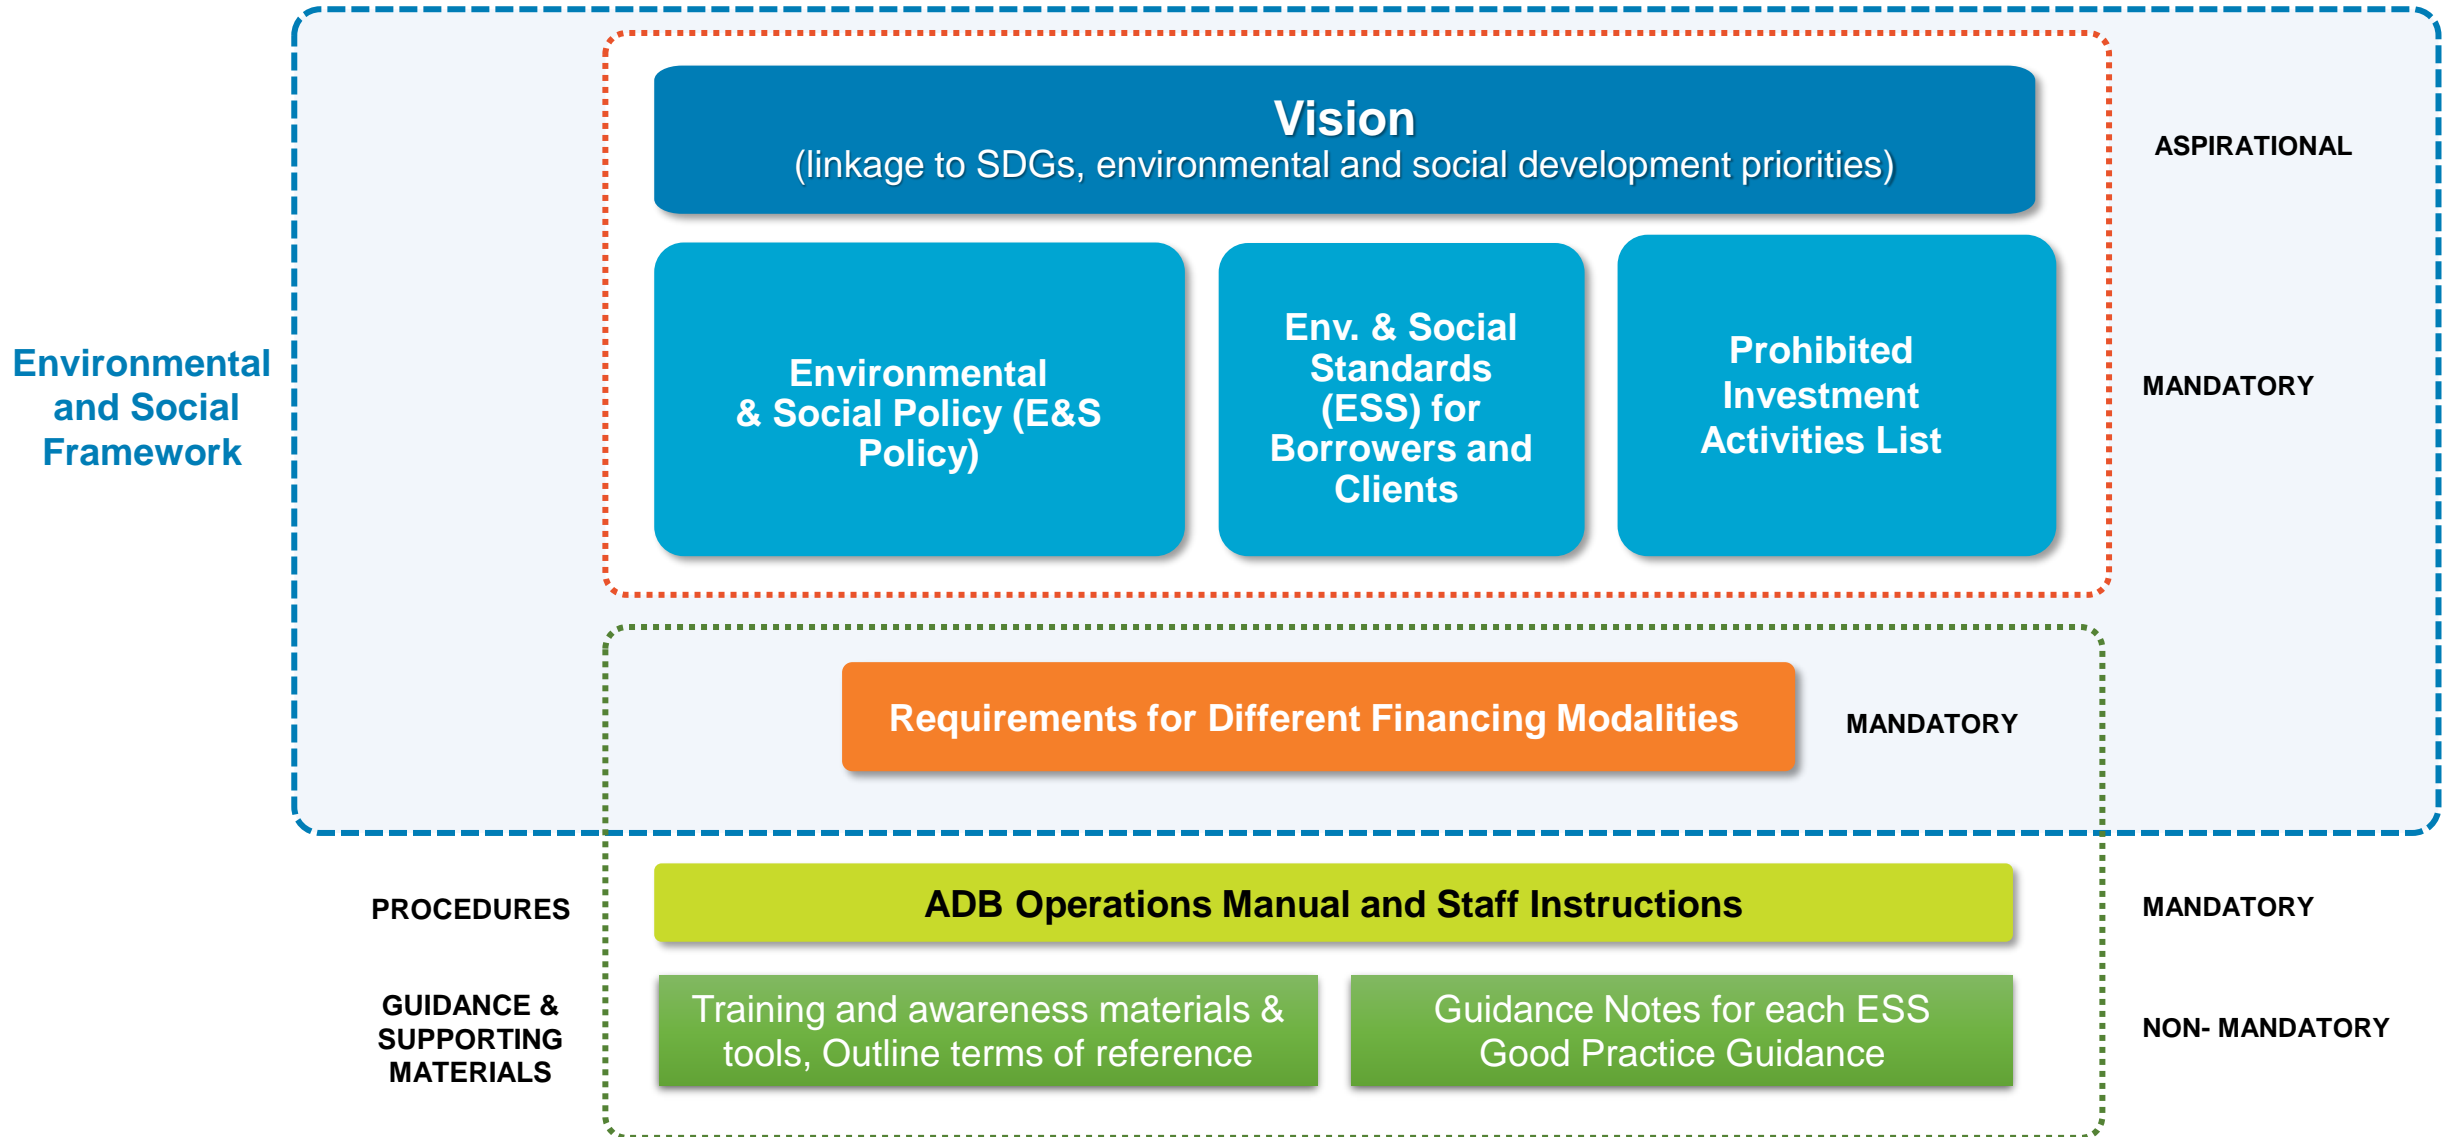 Vision
(linkage to SDGs, environmental and social development priorities)
ASPIRATIONAL
Environmental
and Social
Framework
Environmental
& Social Policy (E&S
Policy)
Env. & Social
Standards
(ESS) for
Borrowers and
Clients
Prohibited
Investment
Activities List
MANDATORY
Requirements for Different Financing Modalities
MANDATORY
PROCEDURES
ADB Operations Manual and Staff Instructions
MANDATORY
GUIDANCE &
SUPPORTING
MATERIALS
Training and awareness materials &
tools, Outline terms of reference
Guidance Notes for each ESS
Good Practice Guidance
NON- MANDATORY